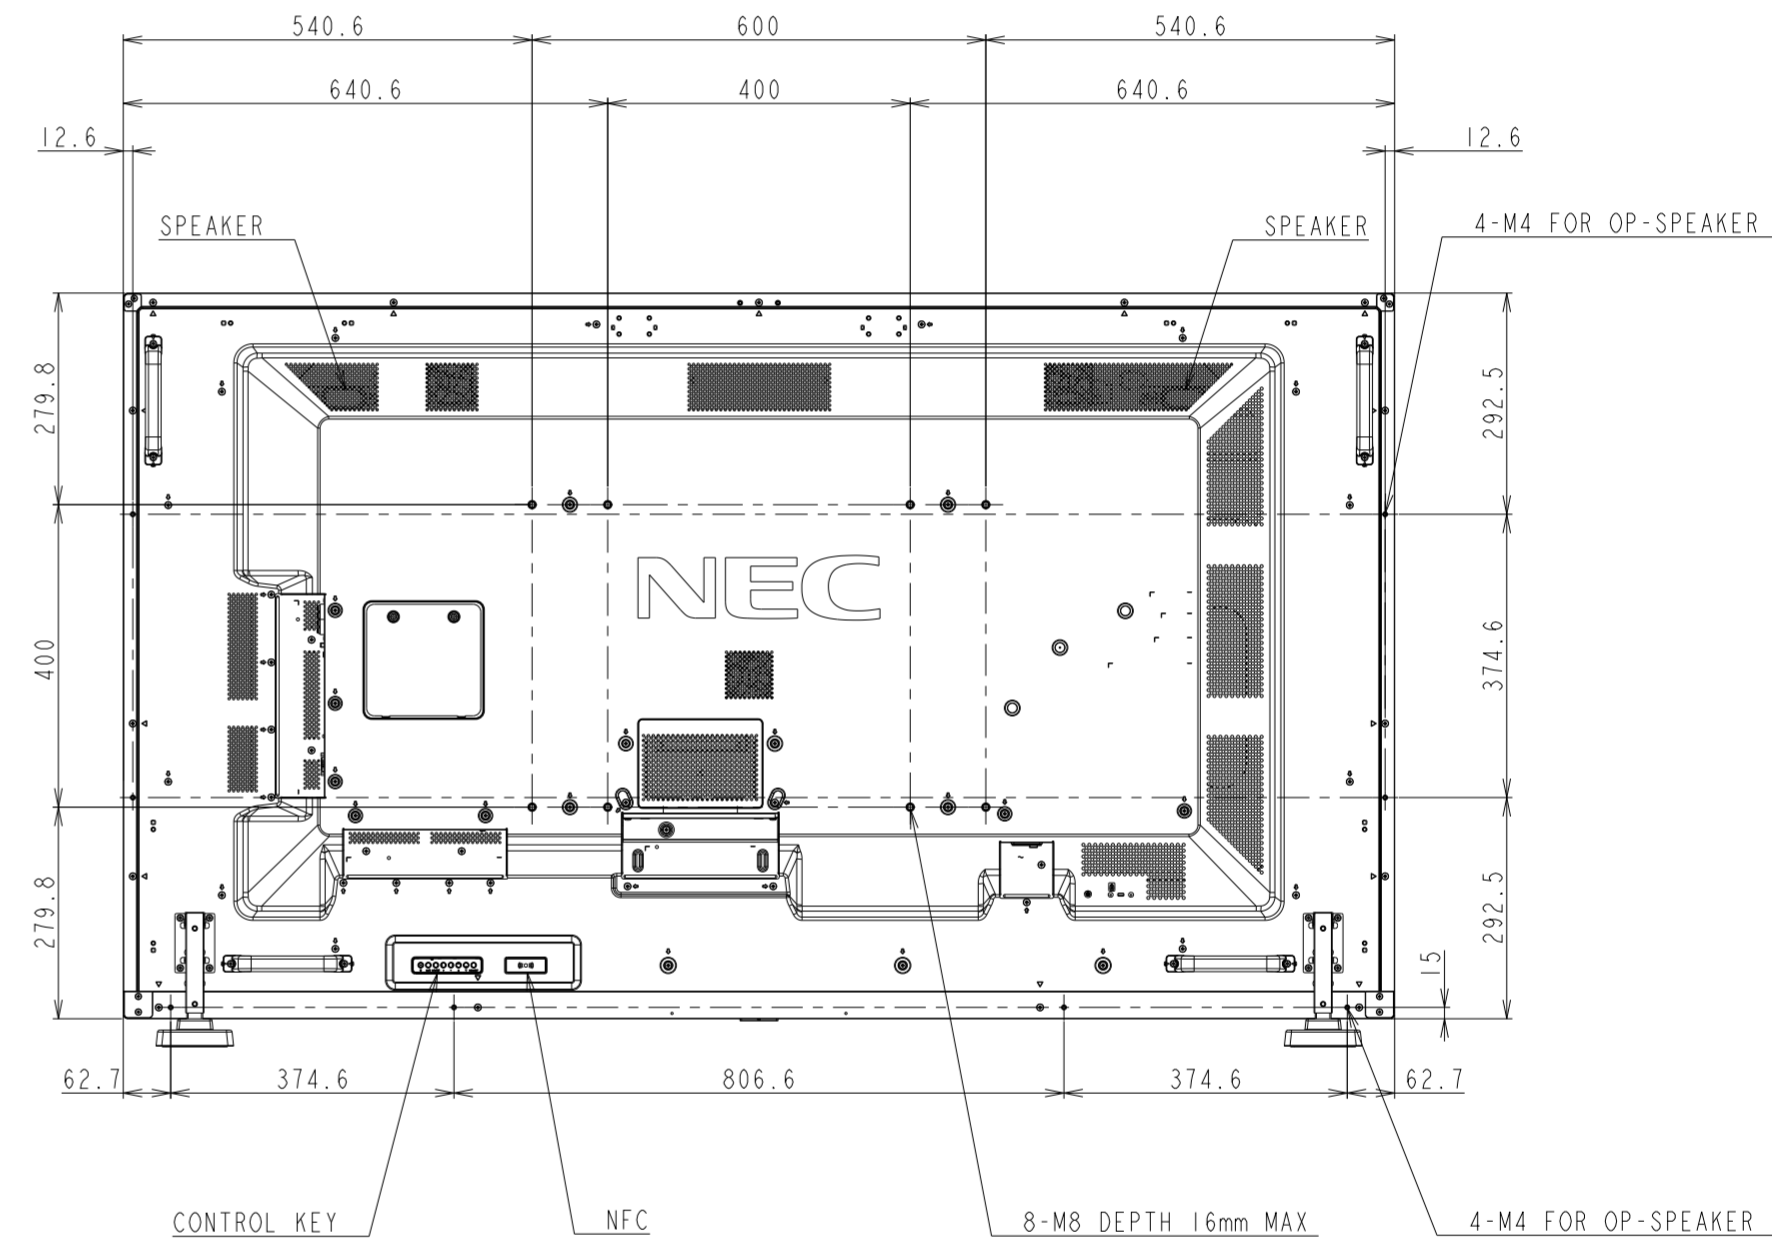 540.6 600 540.6
640.6 400 640.6
12.6 12.6
SPEAKER SPEAKER 4-M4 FOR OP-SPEAKER
279.8 292.5
NEC
400 374.6
279.8 292.5
15
62.7 374.6 806.6 374.6 62.7
CONTROL KEY NFC 8-M8 DEPTH 16mm MAX 4-M4 FOR OP-SPEAKER